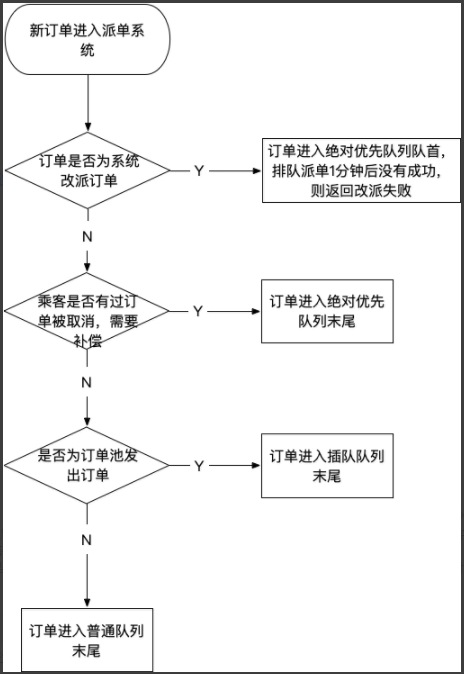 新订单进入派单系
统
订单是否为系统
改派订单
Y
订单进入绝对优先队列队首，
排队派单1分钟后没有成功，
则返回改派失败
N
乘客是否有过订
单被取消，需要
补偿
Y
订单进入绝对优先
队列末尾
N
是否为订单池发
出订单
Y
订单进入插队队列
末尾
N
订单进入普通队列
末尾